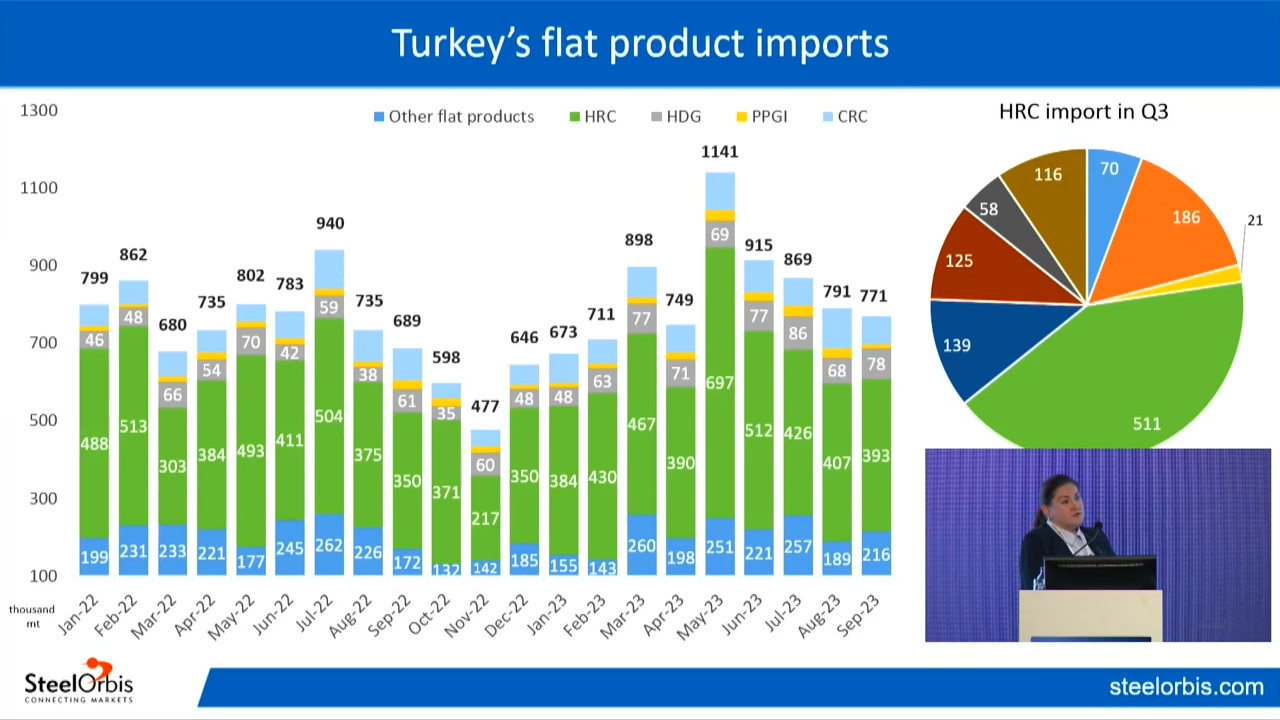 Turkey's flat product imports
Other flat products HRC HDG PPGI CRC
HRC import in Q3
1300
1100
900
700
500
300
100
thousand
mt
799 862 680 735 802 783 940 735 689 598 477 646 673 711 898 749 1141 915 869 791 771
46 48 66 54 70 42 59 38 61 35 60 48 48 63 77 71 69 77 86 68 78
488 513 303 384 493 411 504 375 350 371 217 350 384 430 467 390 697 512 426 407 393
199 231 233 221 177 245 262 226 172 132 142 185 155 143 260 198 251 221 257 189 216
Jan-22 Feb-22 Mar-22 Apr-22 May-22 Jun-22 Jul-22 Aug-22 Sep-22 Oct-22 Nov-22 Dec-22 Jan-23 Feb-23 Mar-23 Apr-23 May-23 Jun-23 Jul-23 Aug-23 Sep-23
70
186
21
511
139
125
58
116
SteelOrbis
CONNECTING MARKETS
steelorbis.com